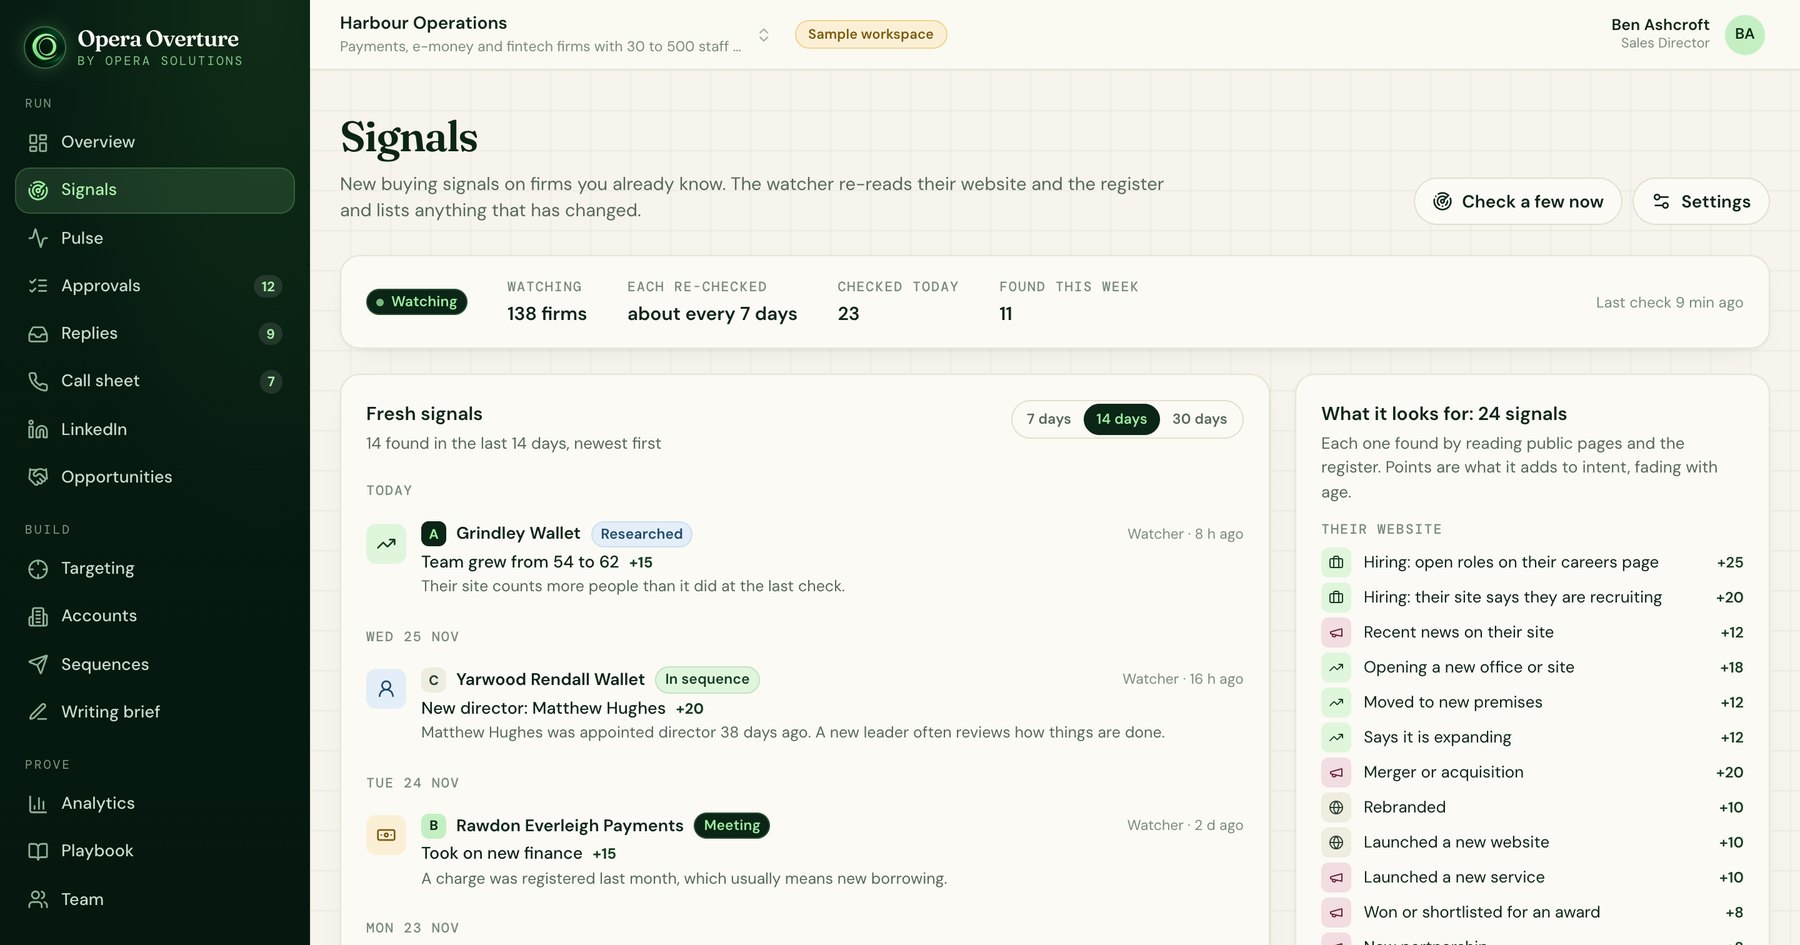 Opera Overture
BY OPERA SOLUTIONS
RUN
Overview
Signals
Pulse
Approvals 12
Replies 9
Call sheet 7
LinkedIn
Opportunities
BUILD
Targeting
Accounts
Sequences
Writing brief
PROVE
Analytics
Playbook
Team
Harbour Operations
Payments, e-money and fintech firms with 30 to 500 staff ...
Sample workspace
Ben Ashcroft
Sales Director
BA
Signals
New buying signals on firms you already know. The watcher re-reads their website and the register
and lists anything that has changed.
Check a few now
Settings
Watching
WATCHING
138 firms
EACH RE-CHECKED
about every 7 days
CHECKED TODAY
23
FOUND THIS WEEK
11
Last check 9 min ago
Fresh signals
14 found in the last 14 days, newest first
7 days 14 days 30 days
TODAY
A Grindley Wallet Researched Watcher · 8 h ago
Team grew from 54 to 62 +15
Their site counts more people than it did at the last check.
WED 25 NOV
C Yarwood Rendall Wallet In sequence Watcher · 16 h ago
New director: Matthew Hughes +20
Matthew Hughes was appointed director 38 days ago. A new leader often reviews how things are done.
TUE 24 NOV
B Rawdon Everleigh Payments Meeting Watcher · 2 d ago
Took on new finance +15
A charge was registered last month, which usually means new borrowing.
MON 23 NOV
What it looks for: 24 signals
Each one found by reading public pages and the
register. Points are what it adds to intent, fading with
age.
THEIR WEBSITE
Hiring: open roles on their careers page +25
Hiring: their site says they are recruiting +20
Recent news on their site +12
Opening a new office or site +18
Moved to new premises +12
Says it is expanding +12
Merger or acquisition +20
Rebranded +10
Launched a new website +10
Launched a new service +10
Won or shortlisted for an award +8